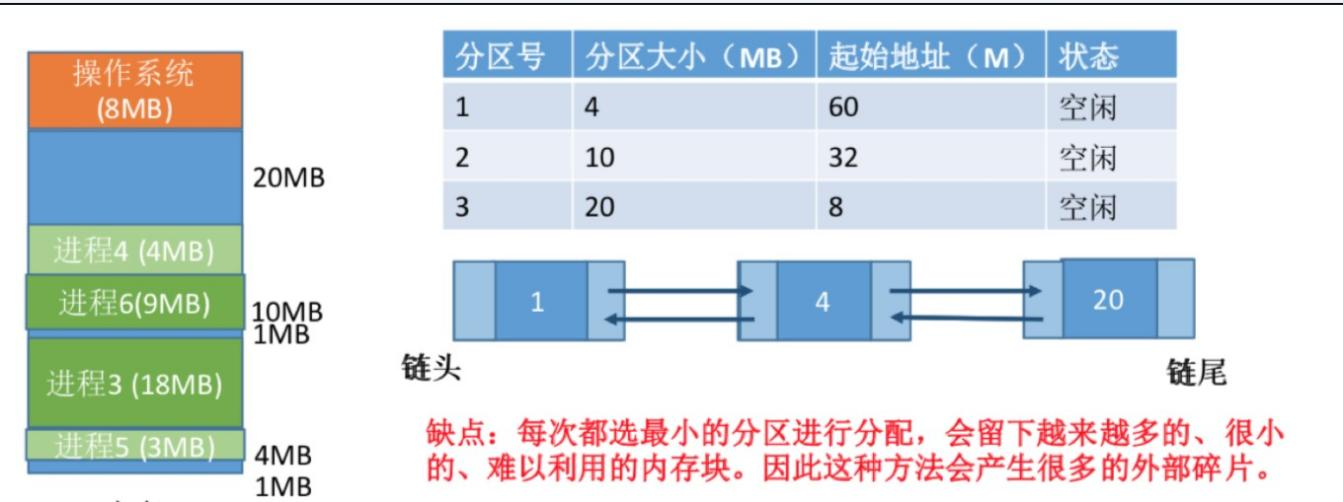 操作系统
(8MB)
20MB
进程4 (4MB)
进程6(9MB)
10MB
1MB
进程3 (18MB)
进程5 (3MB)
4MB
1MB
分区号 分区大小（MB） 起始地址（M） 状态
1 4 60 空闲
2 10 32 空闲
3 20 8 空闲
1 4 20
链头 链尾
缺点：每次都选最小的分区进行分配，会留下越来越多的、很小
的、难以利用的内存块。因此这种方法会产生很多的外部碎片。